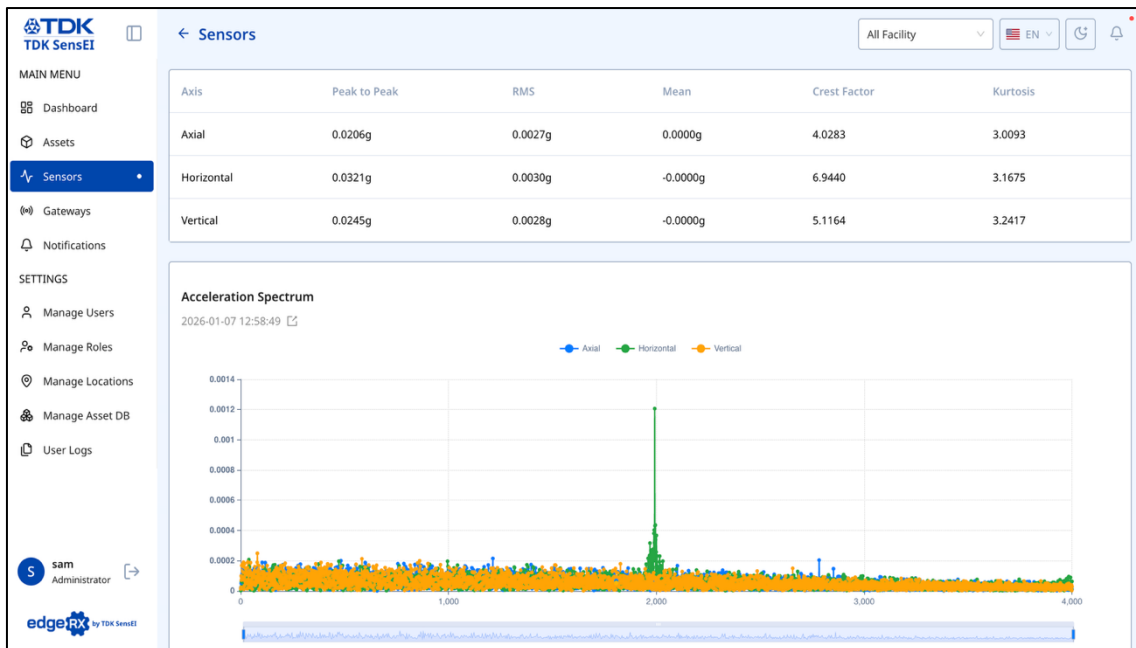 TDK
TDK SensEI
← Sensors
All Facility
EN
MAIN MENU
Dashboard
Assets
Sensors
Gateways
Notifications
SETTINGS
Manage Users
Manage Roles
Manage Locations
Manage Asset DB
User Logs
S
sam
Administrator
edgeRX by TDK SensEI
Axis Peak to Peak RMS Mean Crest Factor Kurtosis
Axial 0.0206g 0.0027g 0.0000g 4.0283 3.0093
Horizontal 0.0321g 0.0030g -0.0000g 6.9440 3.1675
Vertical 0.0245g 0.0028g -0.0000g 5.1164 3.2417
Acceleration Spectrum
2026-01-07 12:58:49
Axial Horizontal Vertical
0.0014
0.0012
0.001
0.0008
0.0006
0.0004
0.0002
0
0 1,000 2,000 3,000 4,000